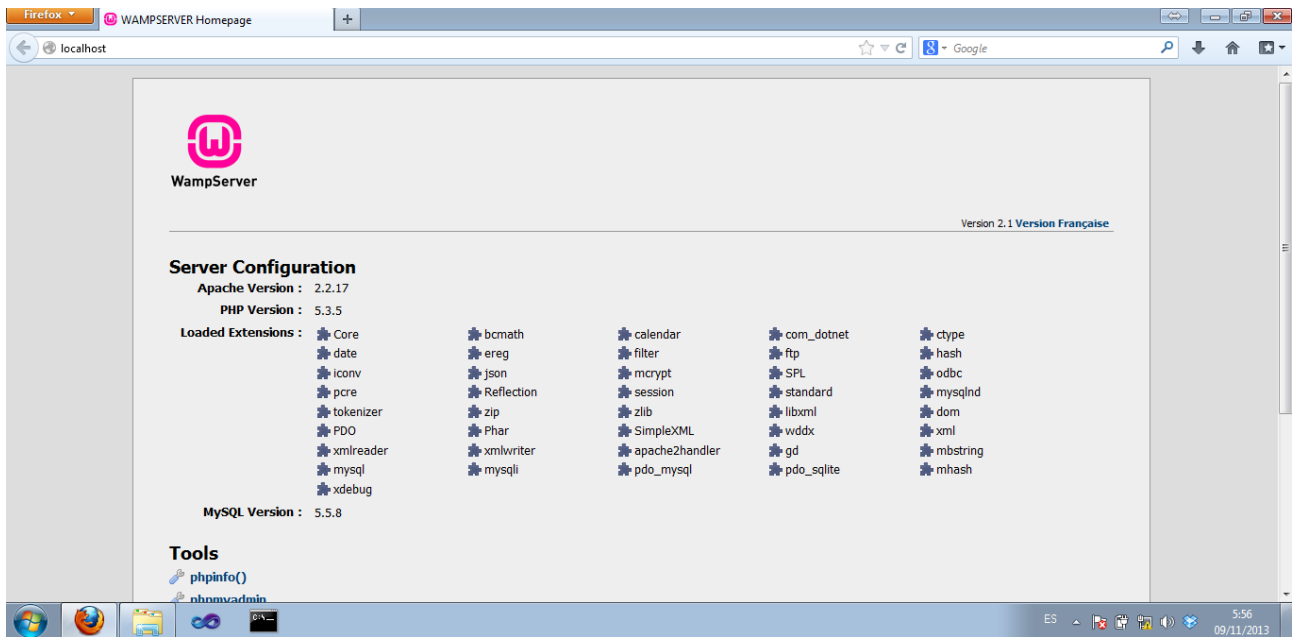 Firefox
WAMPSERVER Homepage
localhost
Google
WampServer
Version 2.1 Version Française
Server Configuration
Apache Version : 2.2.17
PHP Version : 5.3.5
Loaded Extensions : Core bcmath calendar com_dotnet ctype
date ereg filter ftp hash
iconv json mcrypt SPL odbc
pcre Reflection session standard mysqlnd
tokenizer zip zlib libxml dom
PDO Phar SimpleXML wddx xml
xmlreader xmlwriter apache2handler gd mbstring
mysql mysqli pdo_mysql pdo_sqlite mhash
xdebug
MySQL Version : 5.5.8
Tools
phpinfo()
phpmyadmin
ES
5:56
09/11/2013